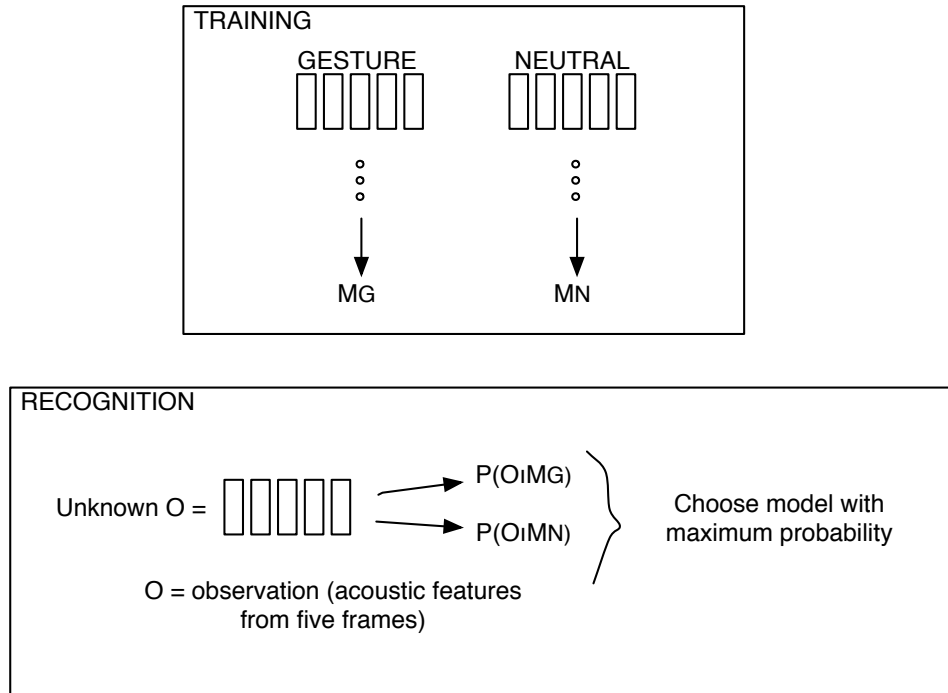 TRAINING
GESTURE NEUTRAL
MG MN
RECOGNITION
P(OIMG)
Unknown O =
P(OIMN)
Choose model with
maximum probability
O = observation (acoustic features
from five frames)